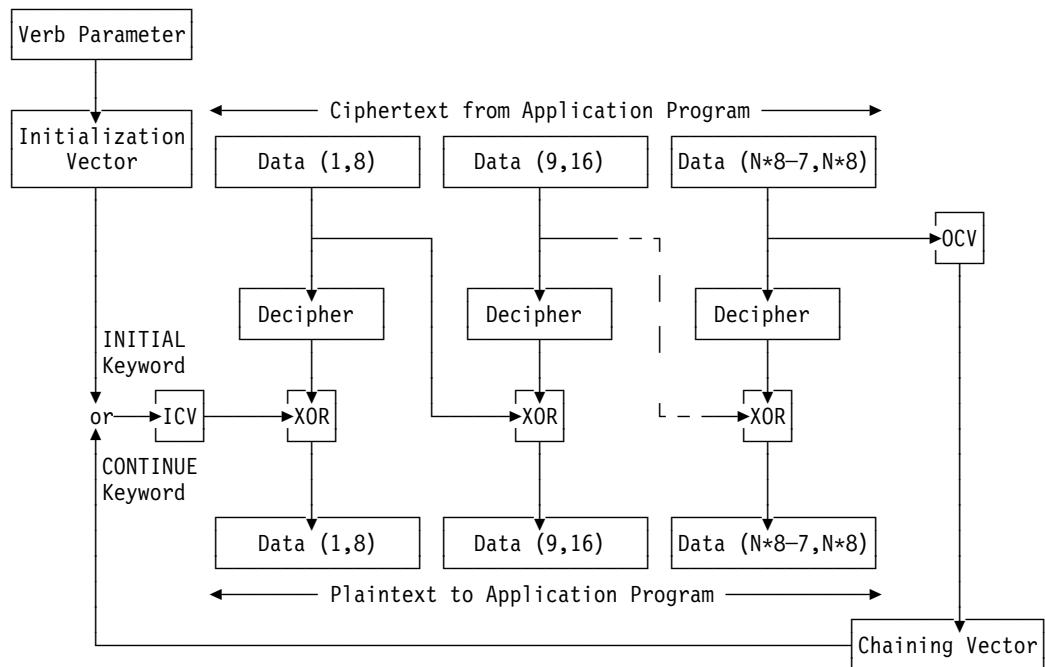 Verb Parameter
Ciphertext from Application Program
Initialization
Vector
Data (1,8)
Data (9,16)
Data (N*8–7,N*8)
OCV
Decipher
Decipher
Decipher
INITIAL
Keyword
or
ICV
XOR
XOR
XOR
CONTINUE
Keyword
Data (1,8)
Data (9,16)
Data (N*8–7,N*8)
Plaintext to Application Program
Chaining Vector